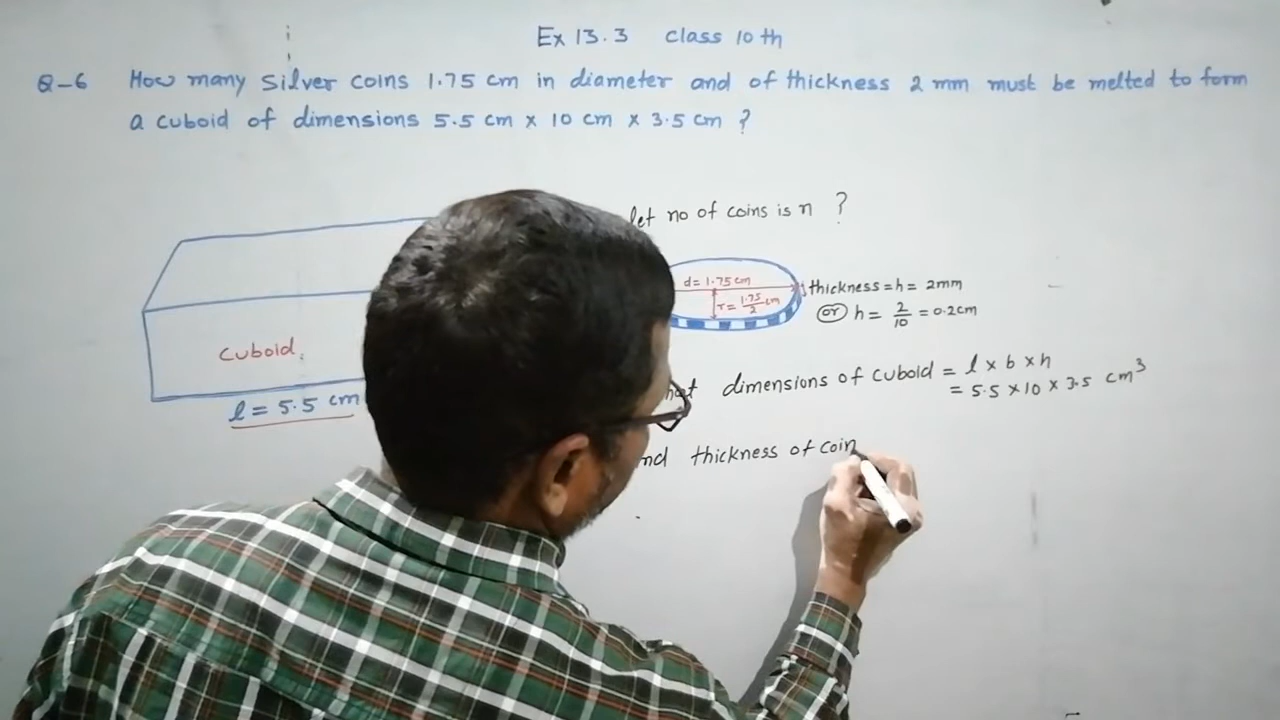 Ex 13.3 class 10 th
Q-6 How many silver coins 1.75 cm in diameter and of thickness 2 mm must be melted to form
a cuboid of dimensions 5.5 cm x 10 cm x 3.5 cm ?
let no of coins is n ?
d = 1.75 cm
r = 1.75/2 cm
thickness = h = 2mm
or h = 2/10 = 0.2cm
cuboid
l = 5.5 cm
dimensions of cuboid = l × b × h
= 5.5 × 10 × 3.5 cm³
thickness of coin